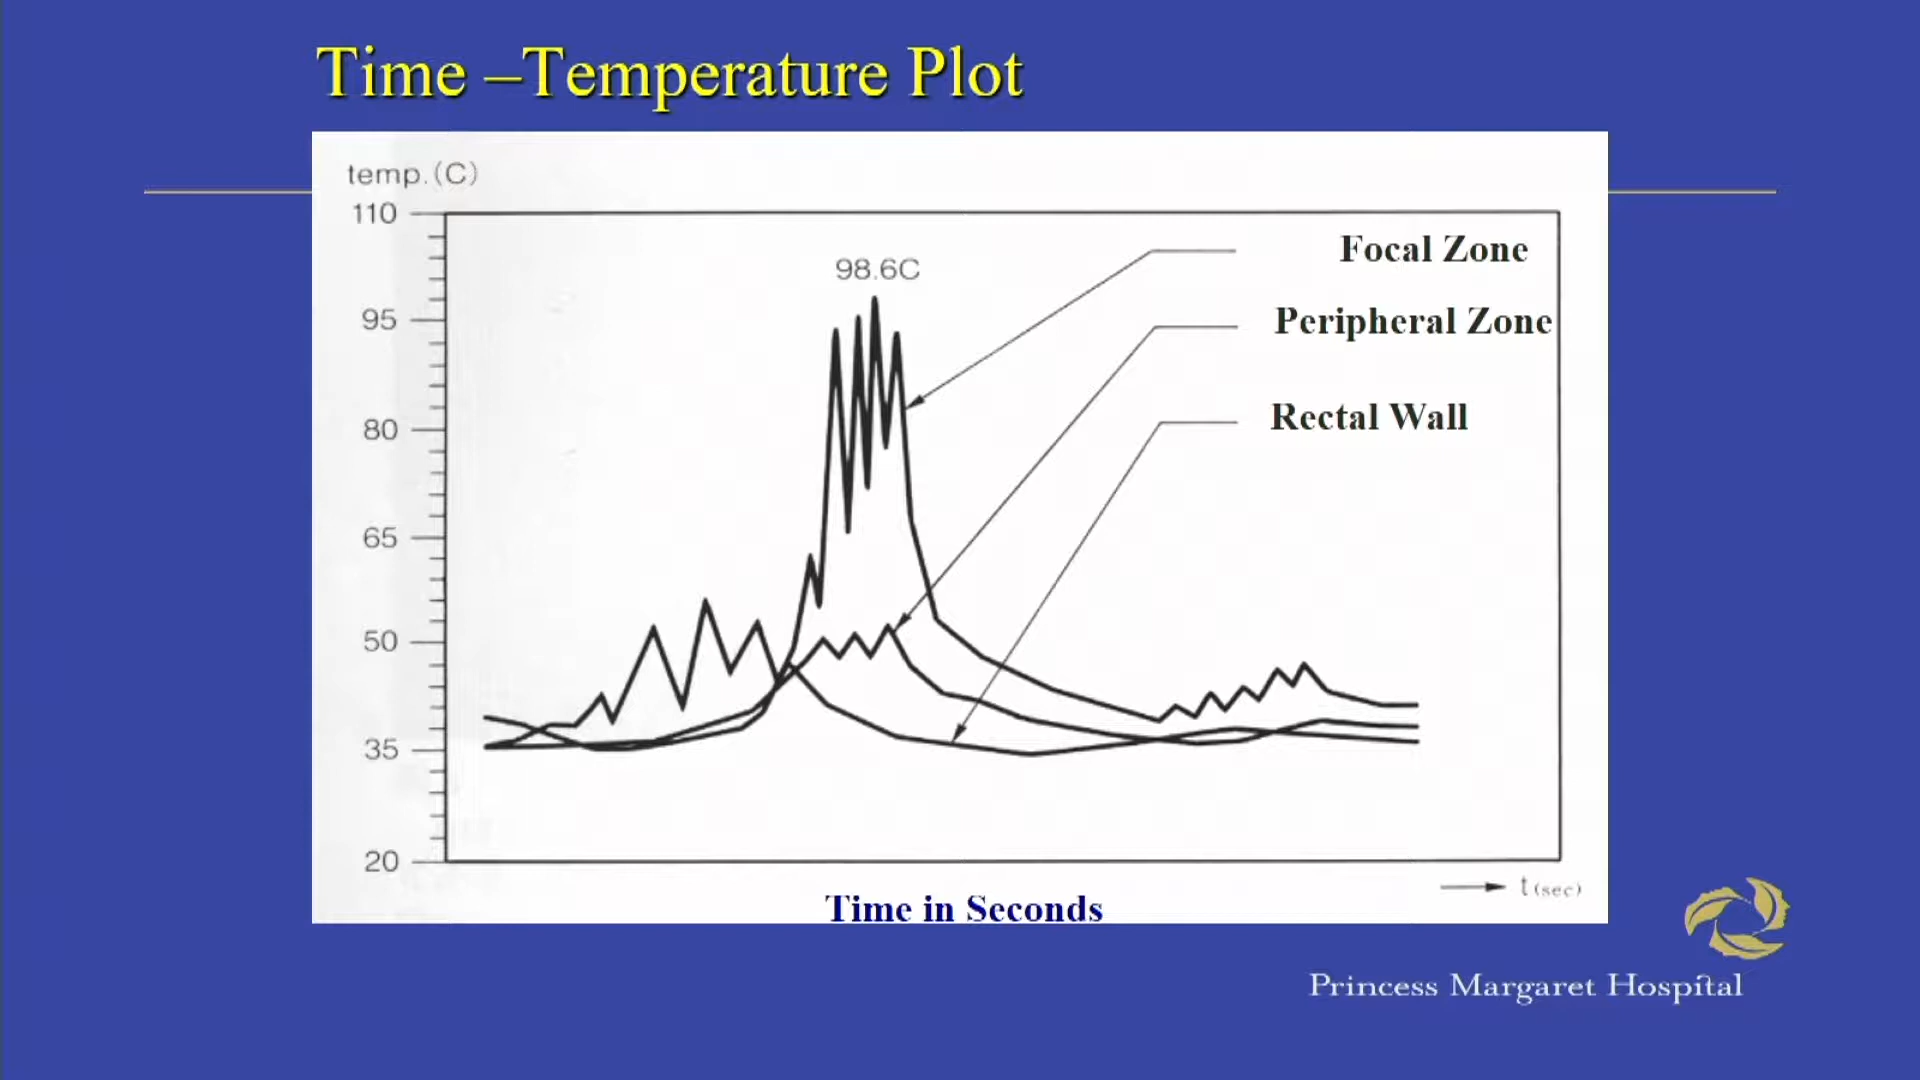 Time –Temperature Plot
temp.(C)
110
98.6C
Focal Zone
95
Peripheral Zone
Rectal Wall
80
65
50
35
20
t (sec)
Time in Seconds
Princess Margaret Hospital